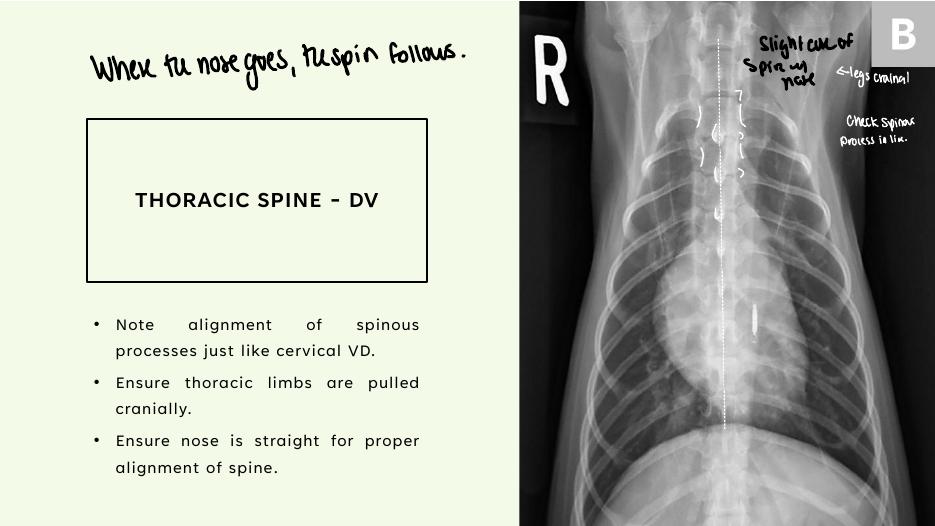 Where the nose goes, the spin follows.
THORACIC SPINE - DV
• Note alignment of spinous
processes just like cervical VD.
• Ensure thoracic limbs are pulled
cranially.
• Ensure nose is straight for proper
alignment of spine.
R
B
Slight
of
nose
←legs cranial
Check Spinous
process in line.